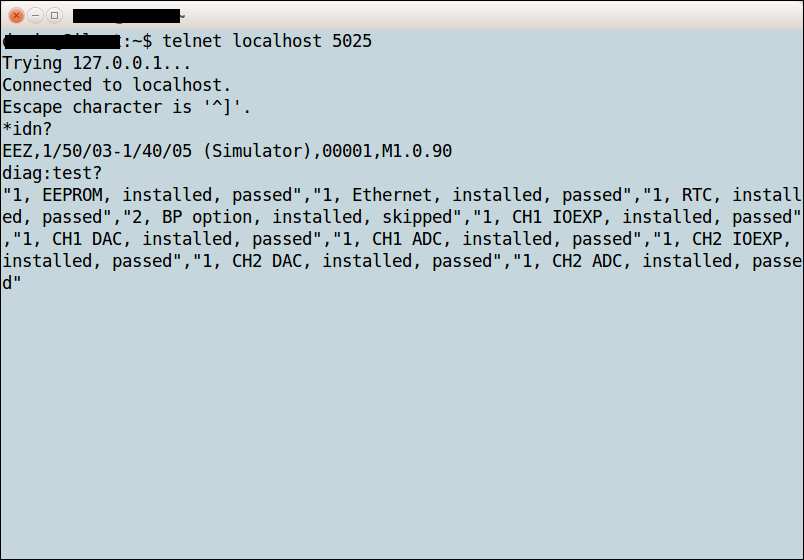 :~$ telnet localhost 5025
Trying 127.0.0.1...
Connected to localhost.
Escape character is '^]'.
*idn?
EEZ,1/50/03-1/40/05 (Simulator),00001,M1.0.90
diag:test?
"1, EEPROM, installed, passed","1, Ethernet, installed, passed","1, RTC, install
ed, passed","2, BP option, installed, skipped","1, CH1 IOEXP, installed, passed"
,"1, CH1 DAC, installed, passed","1, CH1 ADC, installed, passed","1, CH2 IOEXP,
installed, passed","1, CH2 DAC, installed, passed","1, CH2 ADC, installed, passe
d"